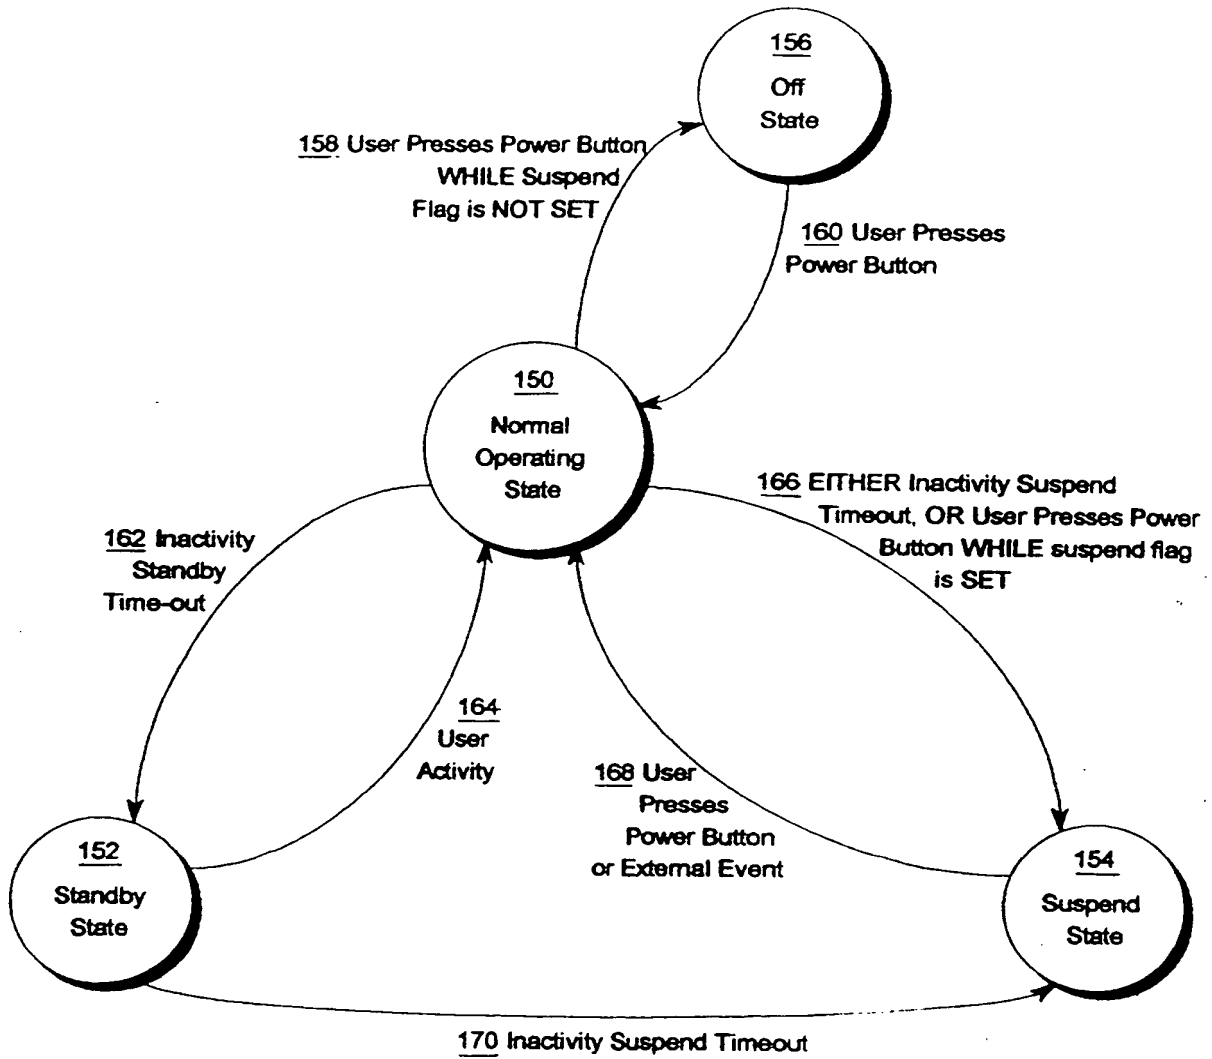 156
Off
State
158 User Presses Power Button
WHILE Suspend
Flag is NOT SET
160 User Presses
Power Button
150
Normal
Operating
State
166 EITHER Inactivity Suspend
Timeout, OR User Presses Power
Button WHILE suspend flag
is SET
162 Inactivity
Standby
Time-out
164
User
Activity
168 User
Presses
Power Button
or External Event
152
Standby
State
154
Suspend
State
170 Inactivity Suspend Timeout